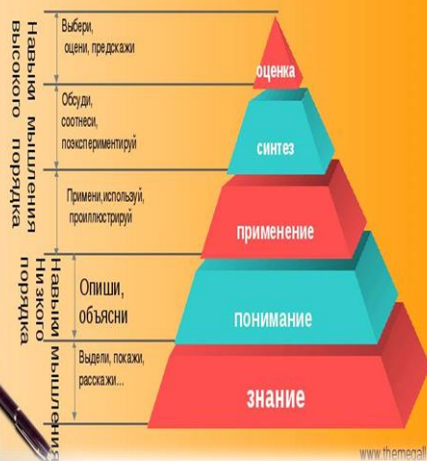 Навыки мышления
высокого порядка
Выбери,
оцени, предскажи
оценка
Обсуди,
соотнеси,
поэкспериментируй
синтез
Примени,используй,
проиллюстрируй
применение
Навыки мышления
Низкого
порядка
Опиши,
объясни
понимание
Выдели, покажи,
расскажи...
знание
www.themegall